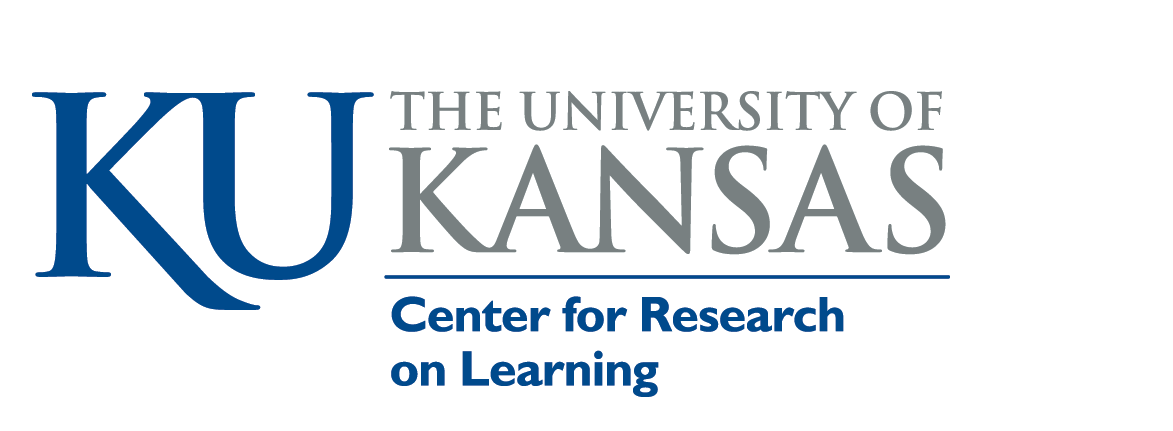 KU
THE UNIVERSITY OF
KANSAS
Center for Research
on Learning